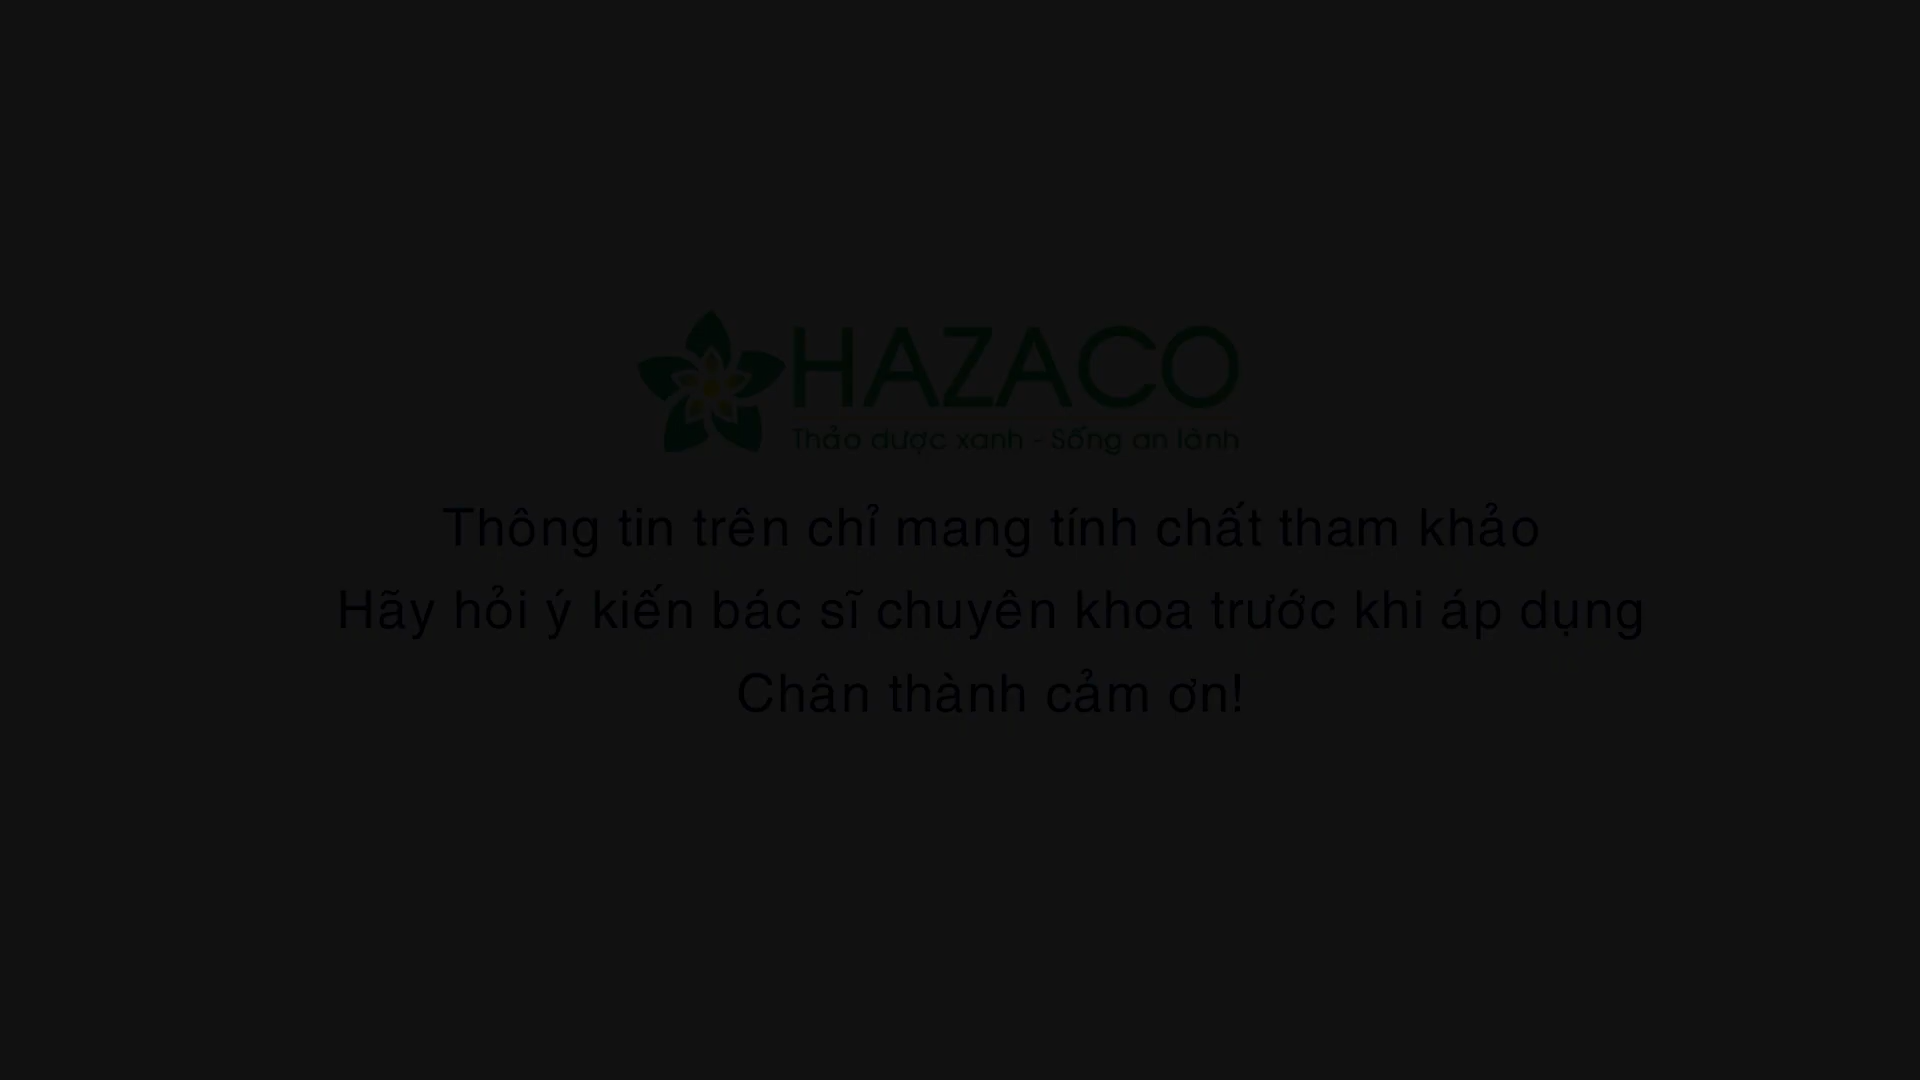 HAZACO
Thảo dược xanh - Sống an lành
Thông tin trên chỉ mang tính chất tham khảo
Hãy hỏi ý kiến bác sĩ chuyên khoa trước khi áp dụng
Chân thành cảm ơn!